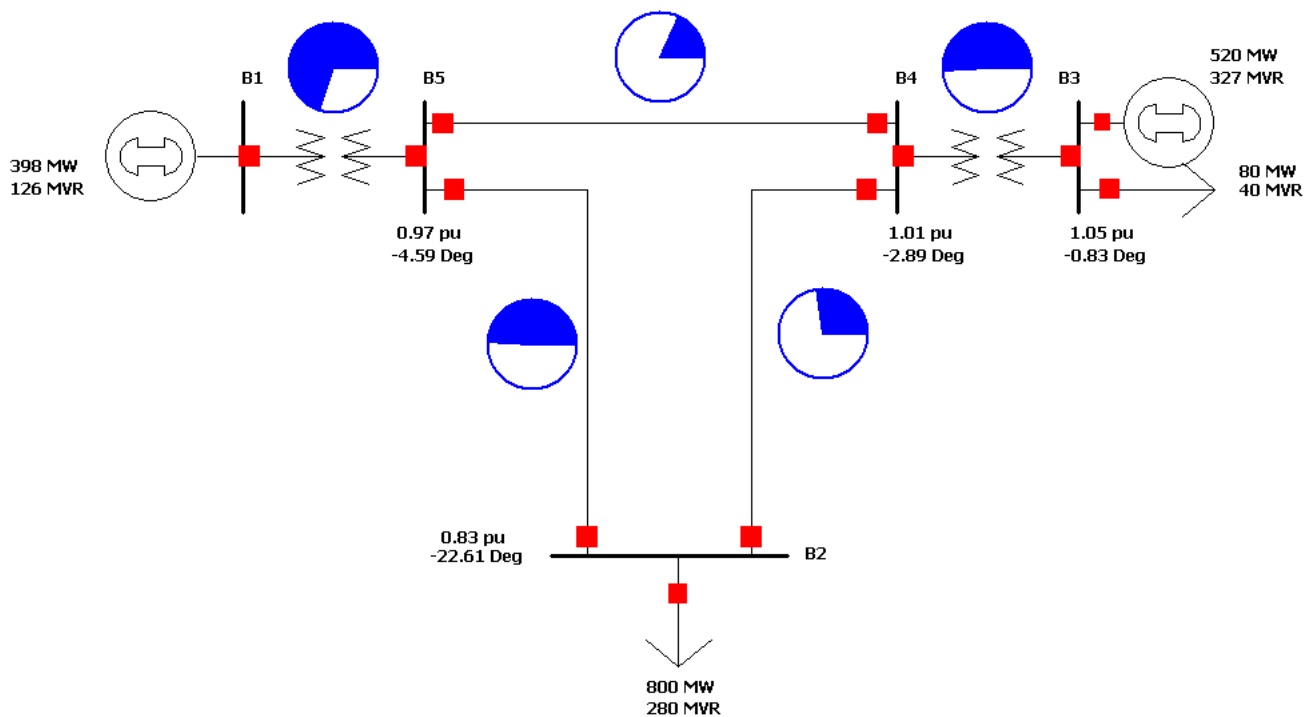 B1
B5
B4
B3
520 MW
327 MVR
398 MW
126 MVR
80 MW
40 MVR
0.97 pu
-4.59 Deg
1.01 pu
-2.89 Deg
1.05 pu
-0.83 Deg
0.83 pu
-22.61 Deg
B2
800 MW
280 MVR